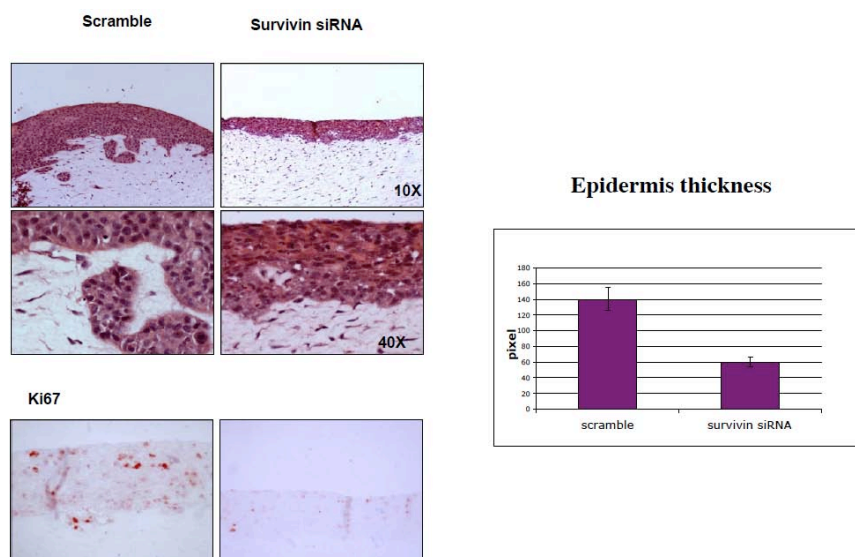 Scramble
Survivin siRNA
10X
40X
Ki67
Epidermis thickness
pixel
180
160
140
120
100
80
60
40
20
0
scramble
survivin siRNA